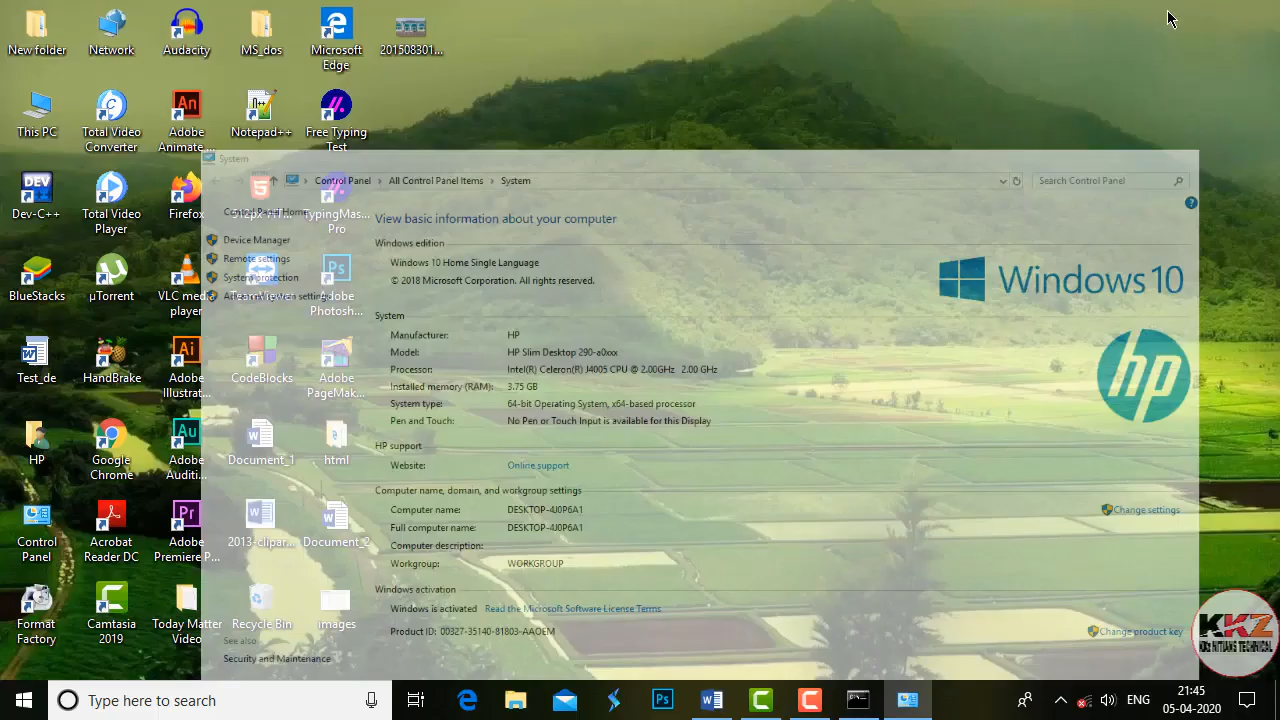 New folder
Network
Audacity
MS_dos
Microsoft Edge
201508301...
This PC
Total Video Converter
Adobe Animate ...
Notepad++
Free Typing Test
Dev-C++
Total Video Player
Firefox
512px-HT...
TypingMas... Pro
BlueStacks
µTorrent
VLC media player
TeamViewer
Adobe Photosh...
Test_de
HandBrake
Adobe Illustrat...
CodeBlocks
Adobe PageMak...
HP
Google Chrome
Adobe Auditi...
Document_1
html
Control Panel
Acrobat Reader DC
Adobe Premiere P...
2013-clipar...
Document_2
Format Factory
Camtasia 2019
Today Matter Video
Recycle Bin
images
System
Control Panel
All Control Panel Items
System
Search Control Panel
Control Panel Home
Device Manager
Remote settings
System protection
View basic information about your computer
Windows edition
Windows 10 Home Single Language
© 2018 Microsoft Corporation. All rights reserved.
Windows 10
System
Manufacturer: HP
Model: HP Slim Desktop 290-a0xxx
Processor: Intel(R) Celeron(R) J4005 CPU @ 2.00GHz 2.00 GHz
Installed memory (RAM): 3.75 GB
System type: 64-bit Operating System, x64-based processor
Pen and Touch: No Pen or Touch Input is available for this Display
hp
HP support
Website: Online support
Computer name, domain, and workgroup settings
Computer name: DESKTOP-4J0P6A1
Change settings
Full computer name: DESKTOP-4J0P6A1
Computer description:
Workgroup: WORKGROUP
Windows activation
Windows is activated Read the Microsoft Software License Terms
Product ID: 00327-35140-81803-AAOEM
Change product key
See also
Security and Maintenance
KKZ
Type here to search
ENG
21:45
05-04-2020